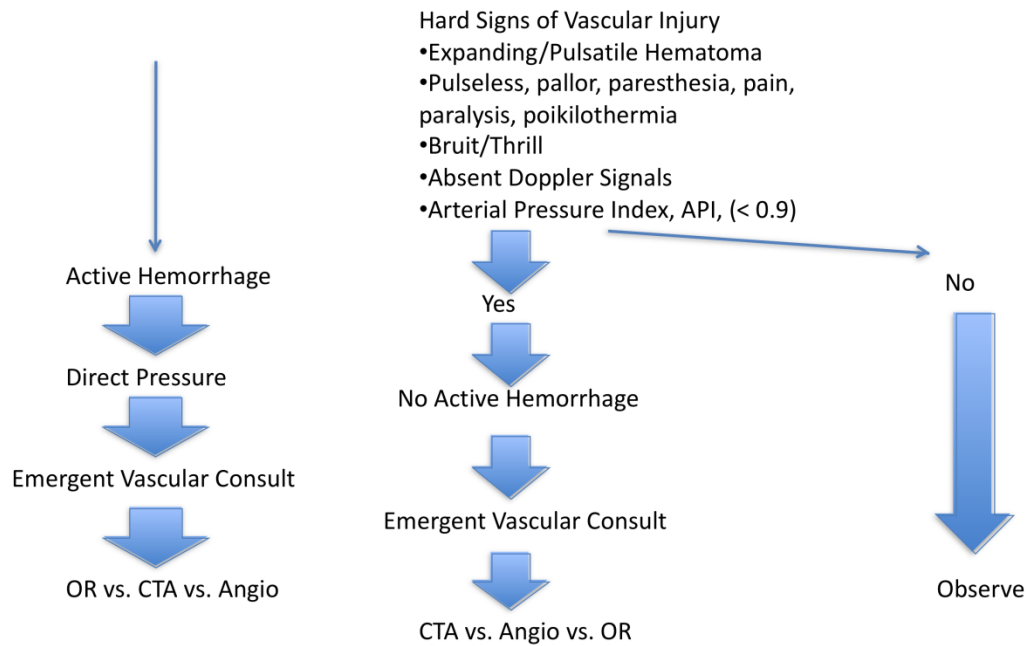 Hard Signs of Vascular Injury
•Expanding/Pulsatile Hematoma
•Pulseless, pallor, paresthesia, pain,
paralysis, poikilothermia
•Bruit/Thrill
•Absent Doppler Signals
•Arterial Pressure Index, API, (< 0.9)
Active Hemorrhage
Direct Pressure
Emergent Vascular Consult
OR vs. CTA vs. Angio
Yes
No Active Hemorrhage
Emergent Vascular Consult
CTA vs. Angio vs. OR
No
Observe